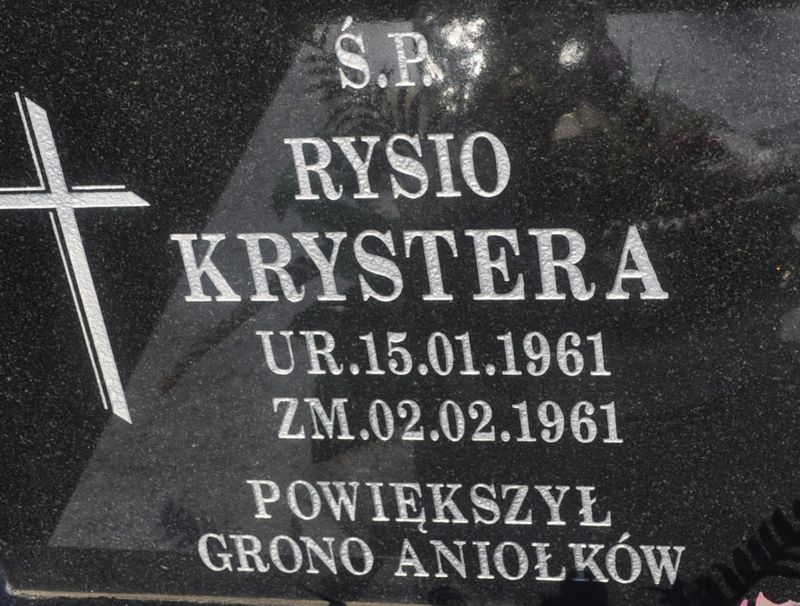 Ś.P.
RYSIO
KRYSTERA
UR.15.01.1961
ZM.02.02.1961
POWIĘKSZYŁ
GRONO ANIOŁKÓW